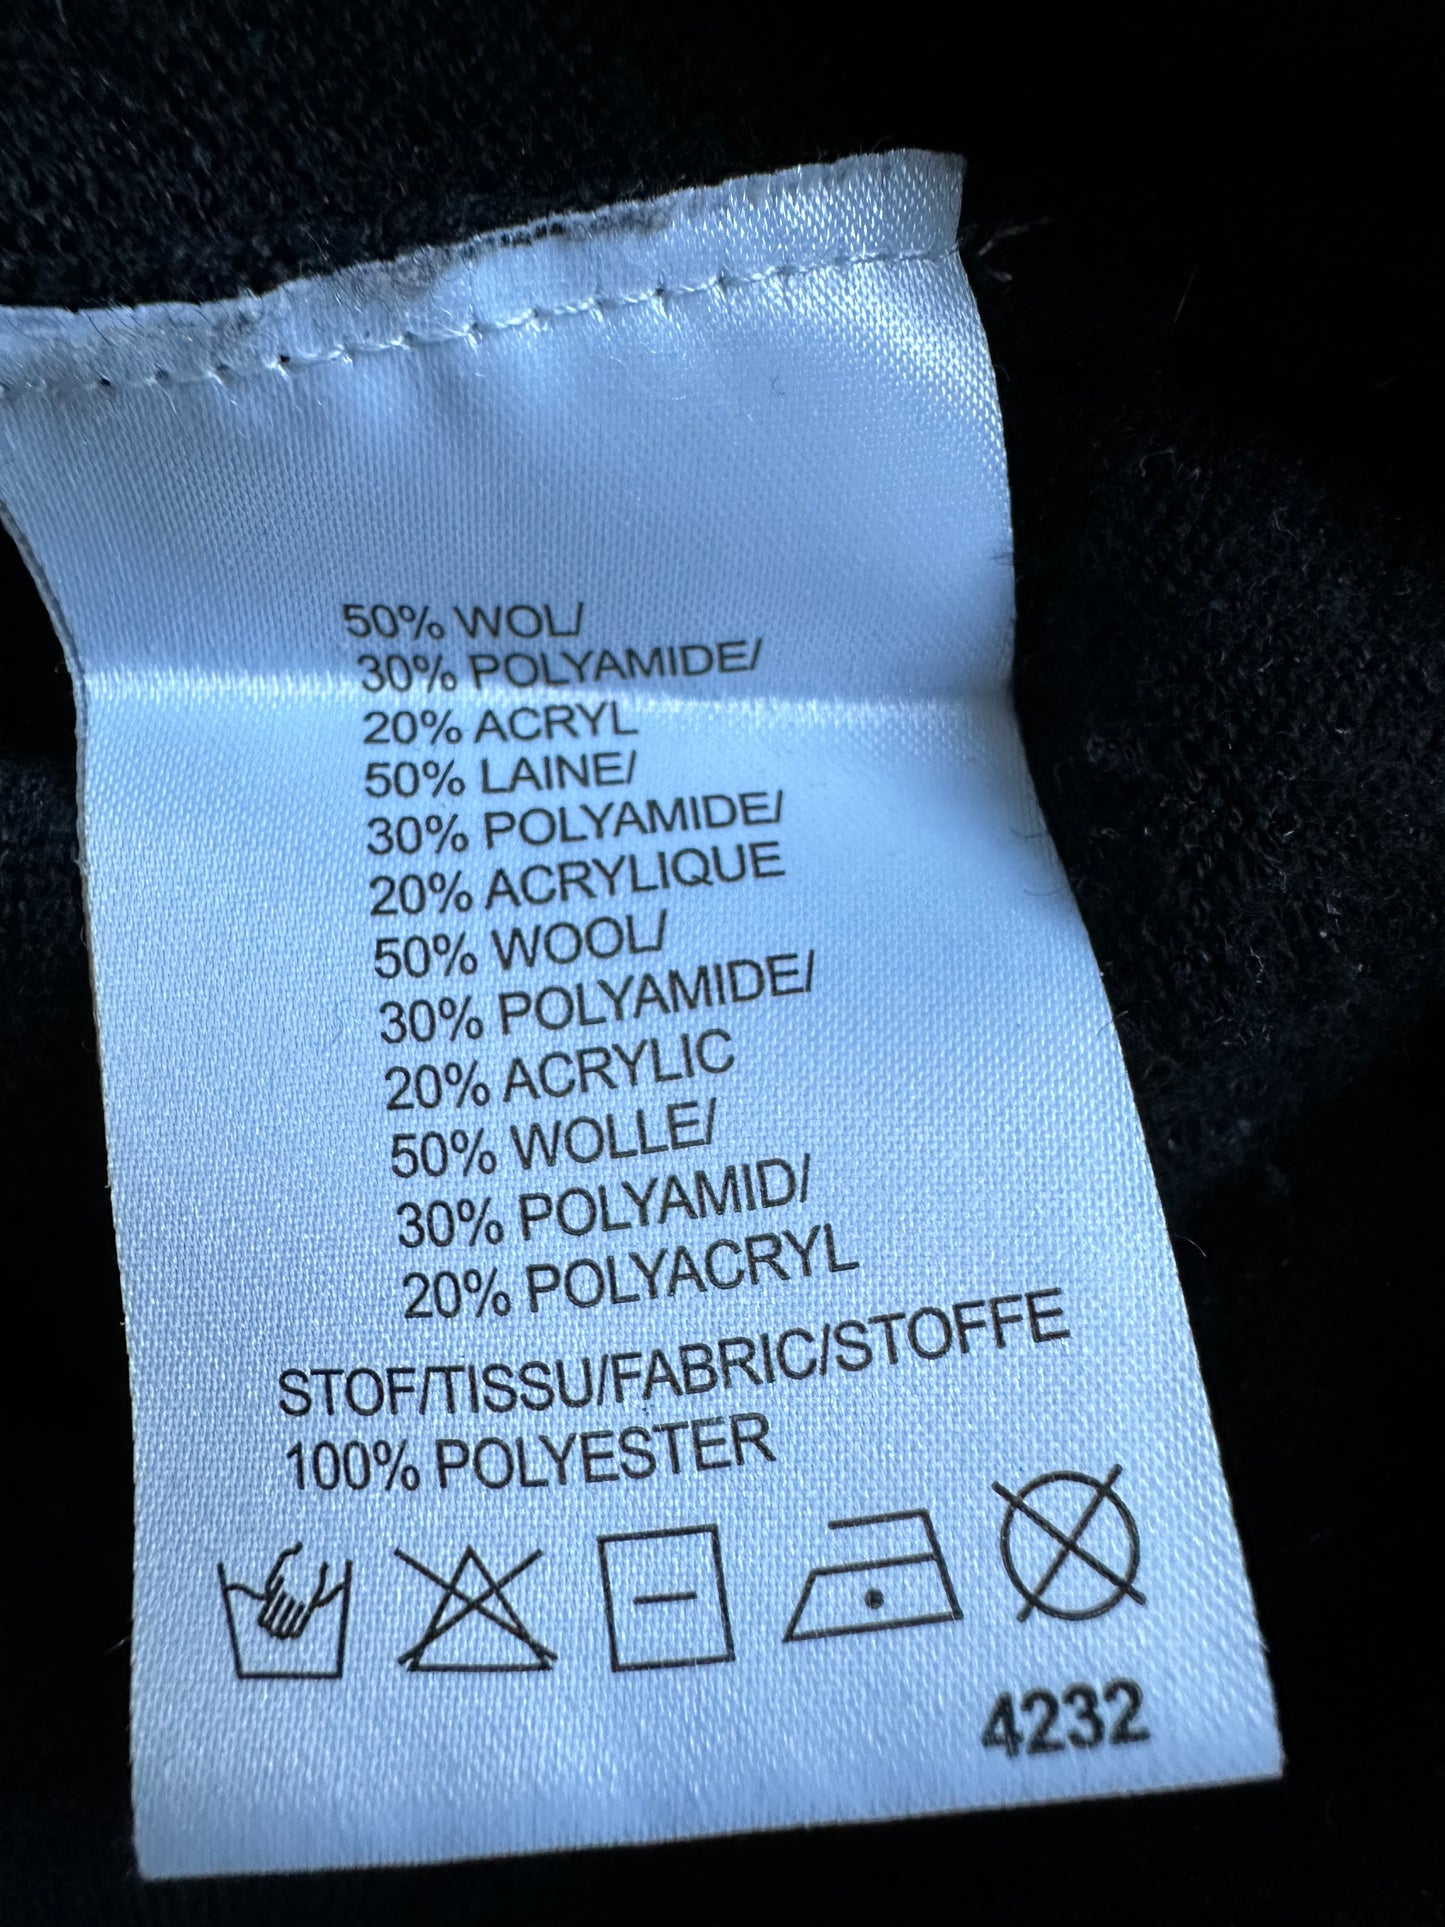 50% WOL/
30% POLYAMIDE/
20% ACRYL
50% LAINE/
30% POLYAMIDE/
20% ACRYLIQUE
50% WOOL/
30% POLYAMIDE/
20% ACRYLIC
50% WOLLE/
30% POLYAMID/
20% POLYACRYL
STOF/TISSU/FABRIC/STOFFE
100% POLYESTER
4232